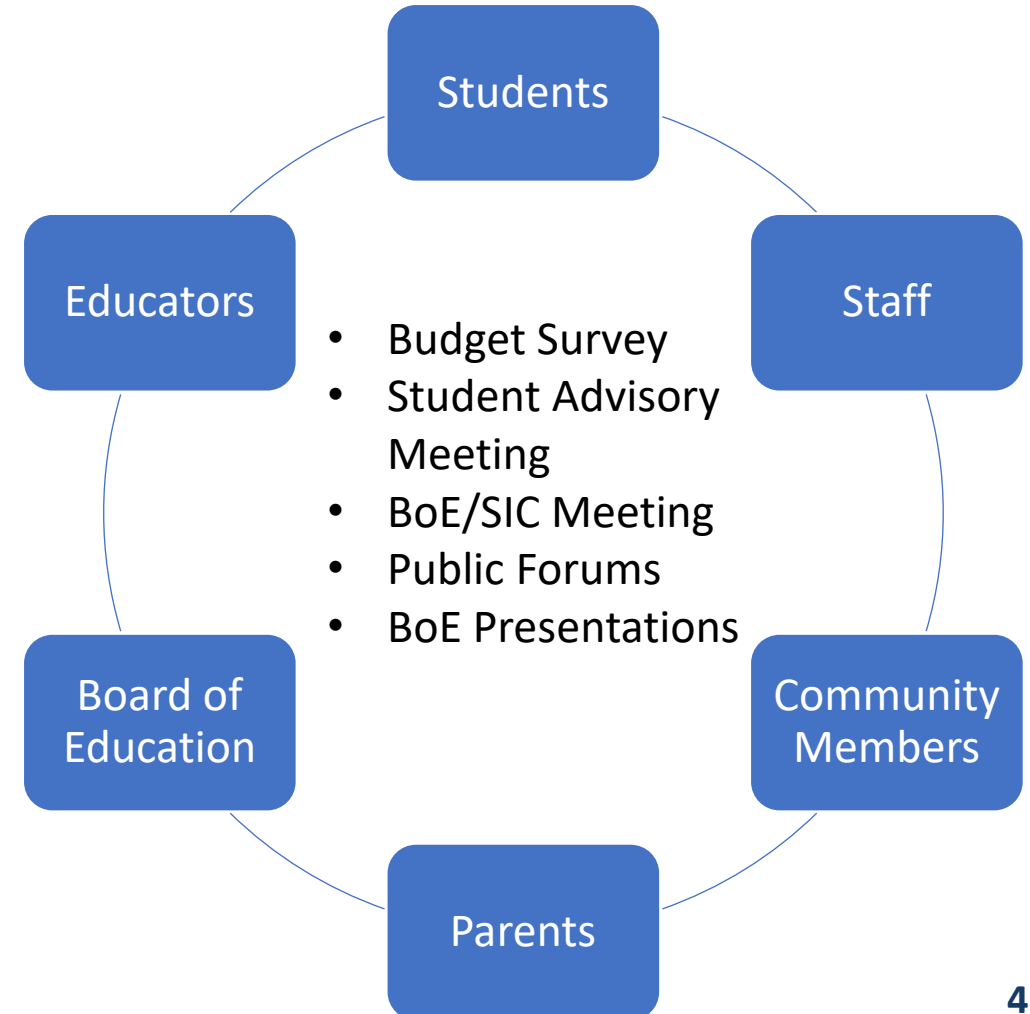 Students
Educators
Staff
• Budget Survey
• Student Advisory
Meeting
• BoE/SIC Meeting
• Public Forums
• BoE Presentations
Board of
Education
Community
Members
Parents
4